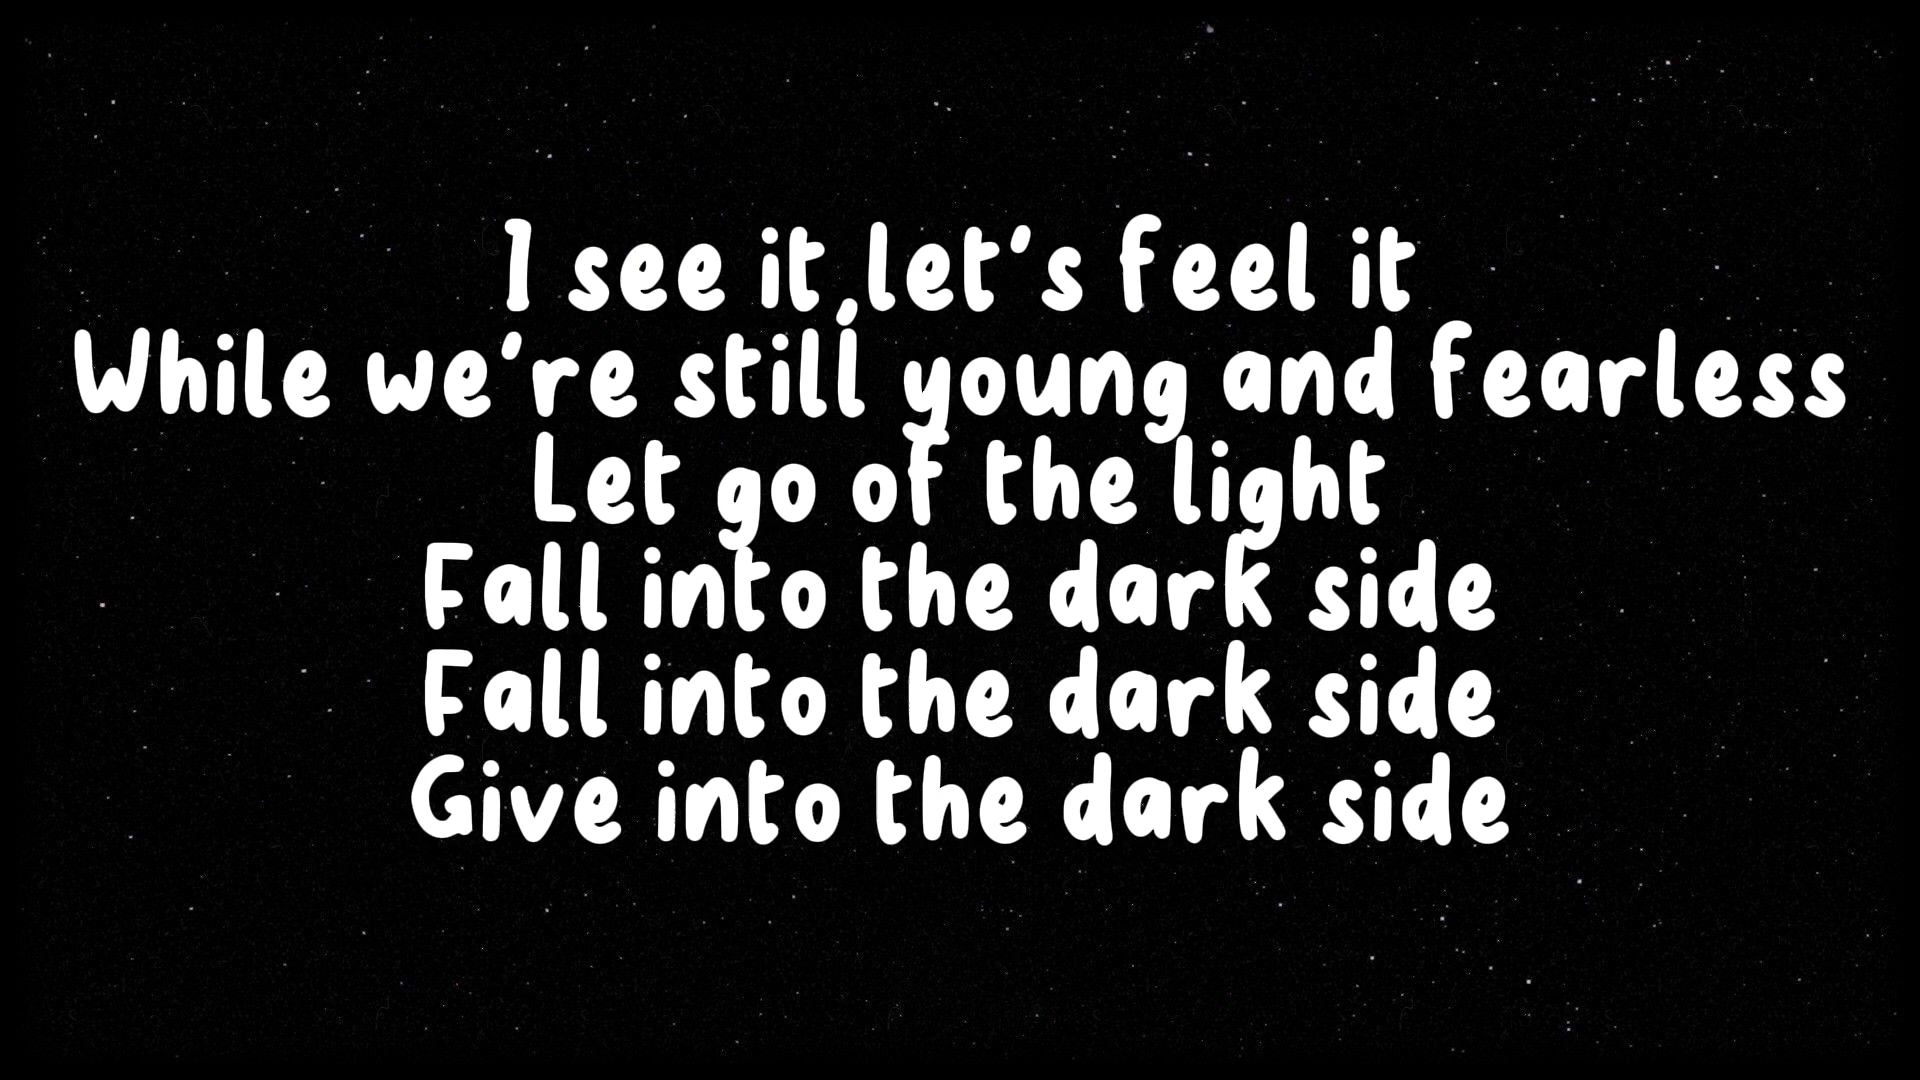 I see it, let's feel it
While we're still young and fearless
Let go of the light
Fall into the dark side
Fall into the dark side
Give into the dark side